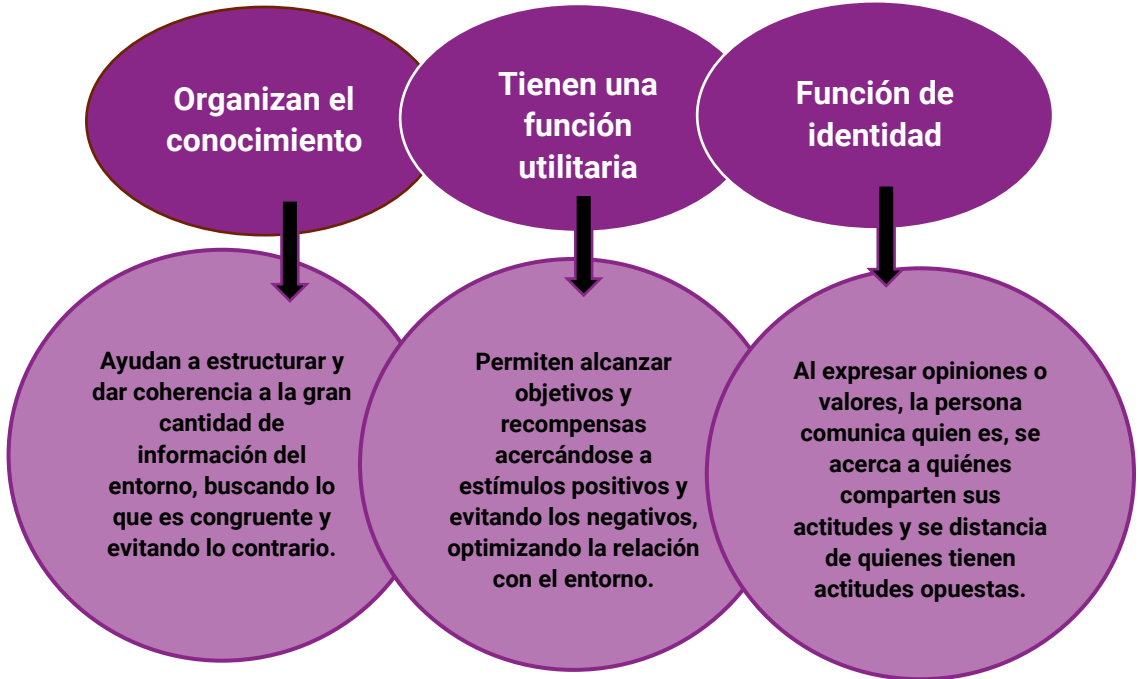 Organizan el
conocimiento
Tienen una
función
utilitaria
Función de
identidad
Ayudan a estructurar y
dar coherencia a la gran
cantidad de
información del
entorno, buscando lo
que es congruente y
evitando lo contrario.
Permiten alcanzar
objetivos y
recompensas
acercándose a
estímulos positivos y
evitando los negativos,
optimizando la relación
con el entorno.
Al expresar opiniones o
valores, la persona
comunica quien es, se
acerca a quiénes
comparten sus
actitudes y se distancia
de quienes tienen
actitudes opuestas.